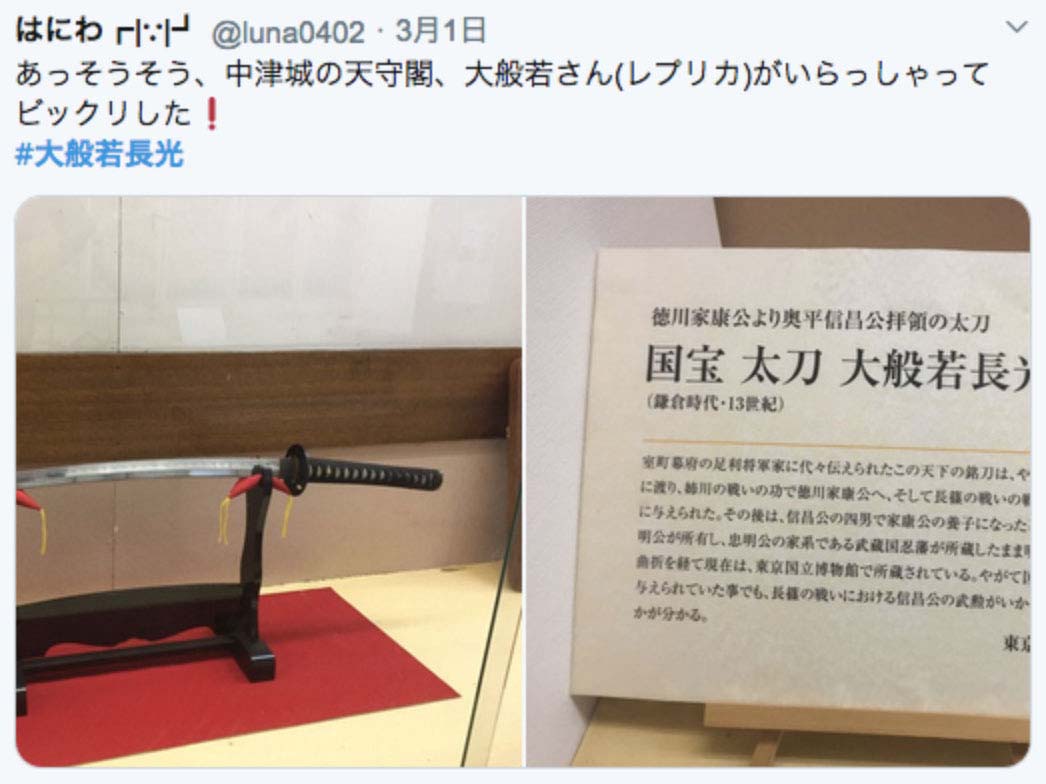 はにわ ┏|∵|┛ @luna0402 · 3月1日
あっそうそう、中津城の天守閣、大般若さん(レプリカ)がいらっしゃって
ビックリした❗
#大般若長光
徳川家康公より奥平信昌公拝領の太刀
国宝 太刀 大般若長光
(鎌倉時代・13世紀)
室町幕府の足利将軍家に代々伝えられたこの天下の銘刀は、や
に渡り、姉川の戦いの功で徳川家康公へ、そして長篠の戦いの
に与えられた。その後は、信昌公の四男で家康公の養子になった
明公が所有し、忠明公の家系である武蔵国忍藩が所蔵したまま
曲折を経て現在は、東京国立博物館で所蔵されている。やがて
与えられていた事でも、長篠の戦いにおける信昌公の武勲がいか
かが分かる。
東京